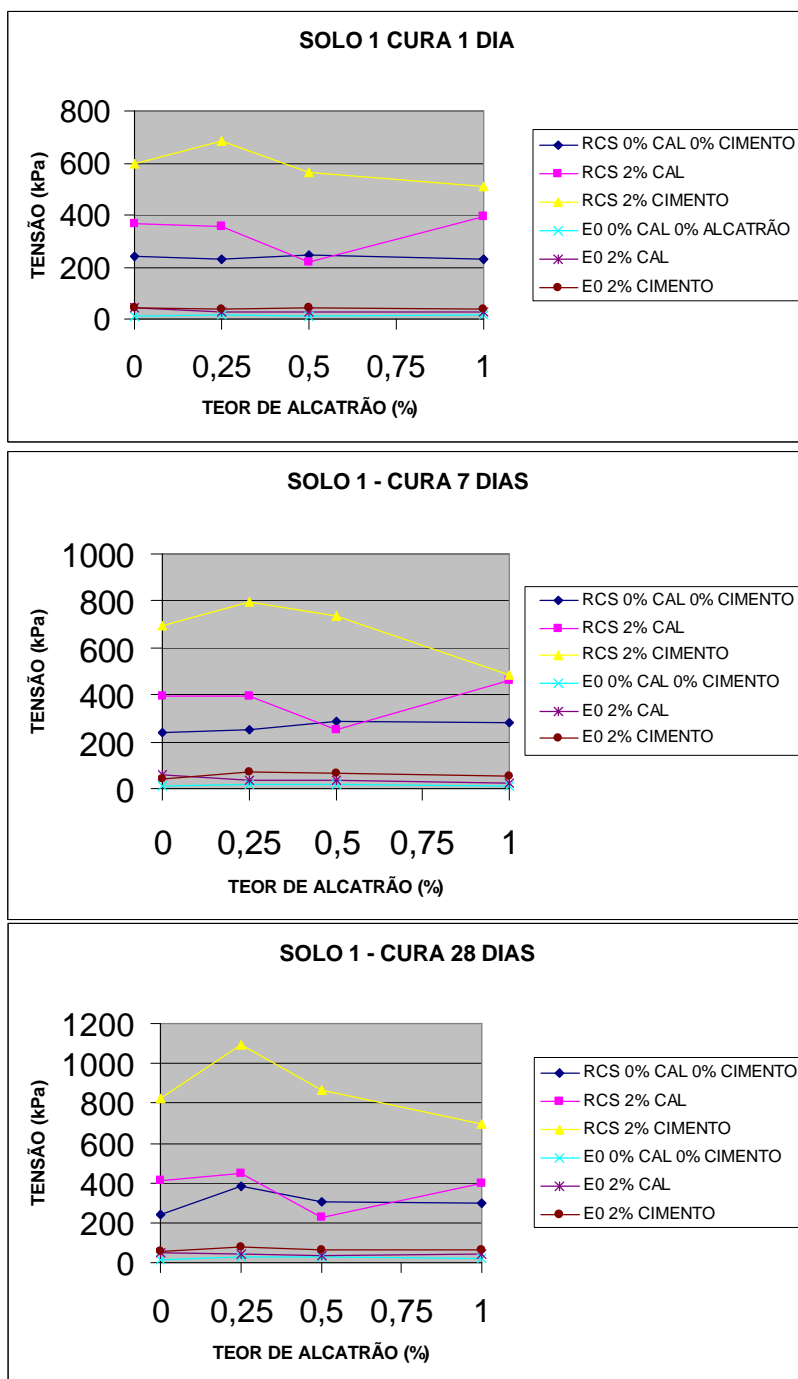 SOLO 1 CURA 1 DIA
800
600
400
200
0
0 0,25 0,5 0,75 1
TENSÃO (kPa)
TEOR DE ALCATRÃO (%)
RCS 0% CAL 0% CIMENTO
RCS 2% CAL
RCS 2% CIMENTO
E0 0% CAL 0% ALCATRÃO
E0 2% CAL
E0 2% CIMENTO
SOLO 1 - CURA 7 DIAS
1000
800
600
400
200
0
0 0,25 0,5 0,75 1
TENSÃO (kPa)
TEOR DE ALCATRÃO (%)
RCS 0% CAL 0% CIMENTO
RCS 2% CAL
RCS 2% CIMENTO
E0 0% CAL 0% CIMENTO
E0 2% CAL
E0 2% CIMENTO
SOLO 1 - CURA 28 DIAS
1200
1000
800
600
400
200
0
0 0,25 0,5 0,75 1
TENSÃO (kPa)
TEOR DE ALCATRÃO (%)
RCS 0% CAL 0% CIMENTO
RCS 2% CAL
RCS 2% CIMENTO
E0 0% CAL 0% CIMENTO
E0 2% CAL
E0 2% CIMENTO